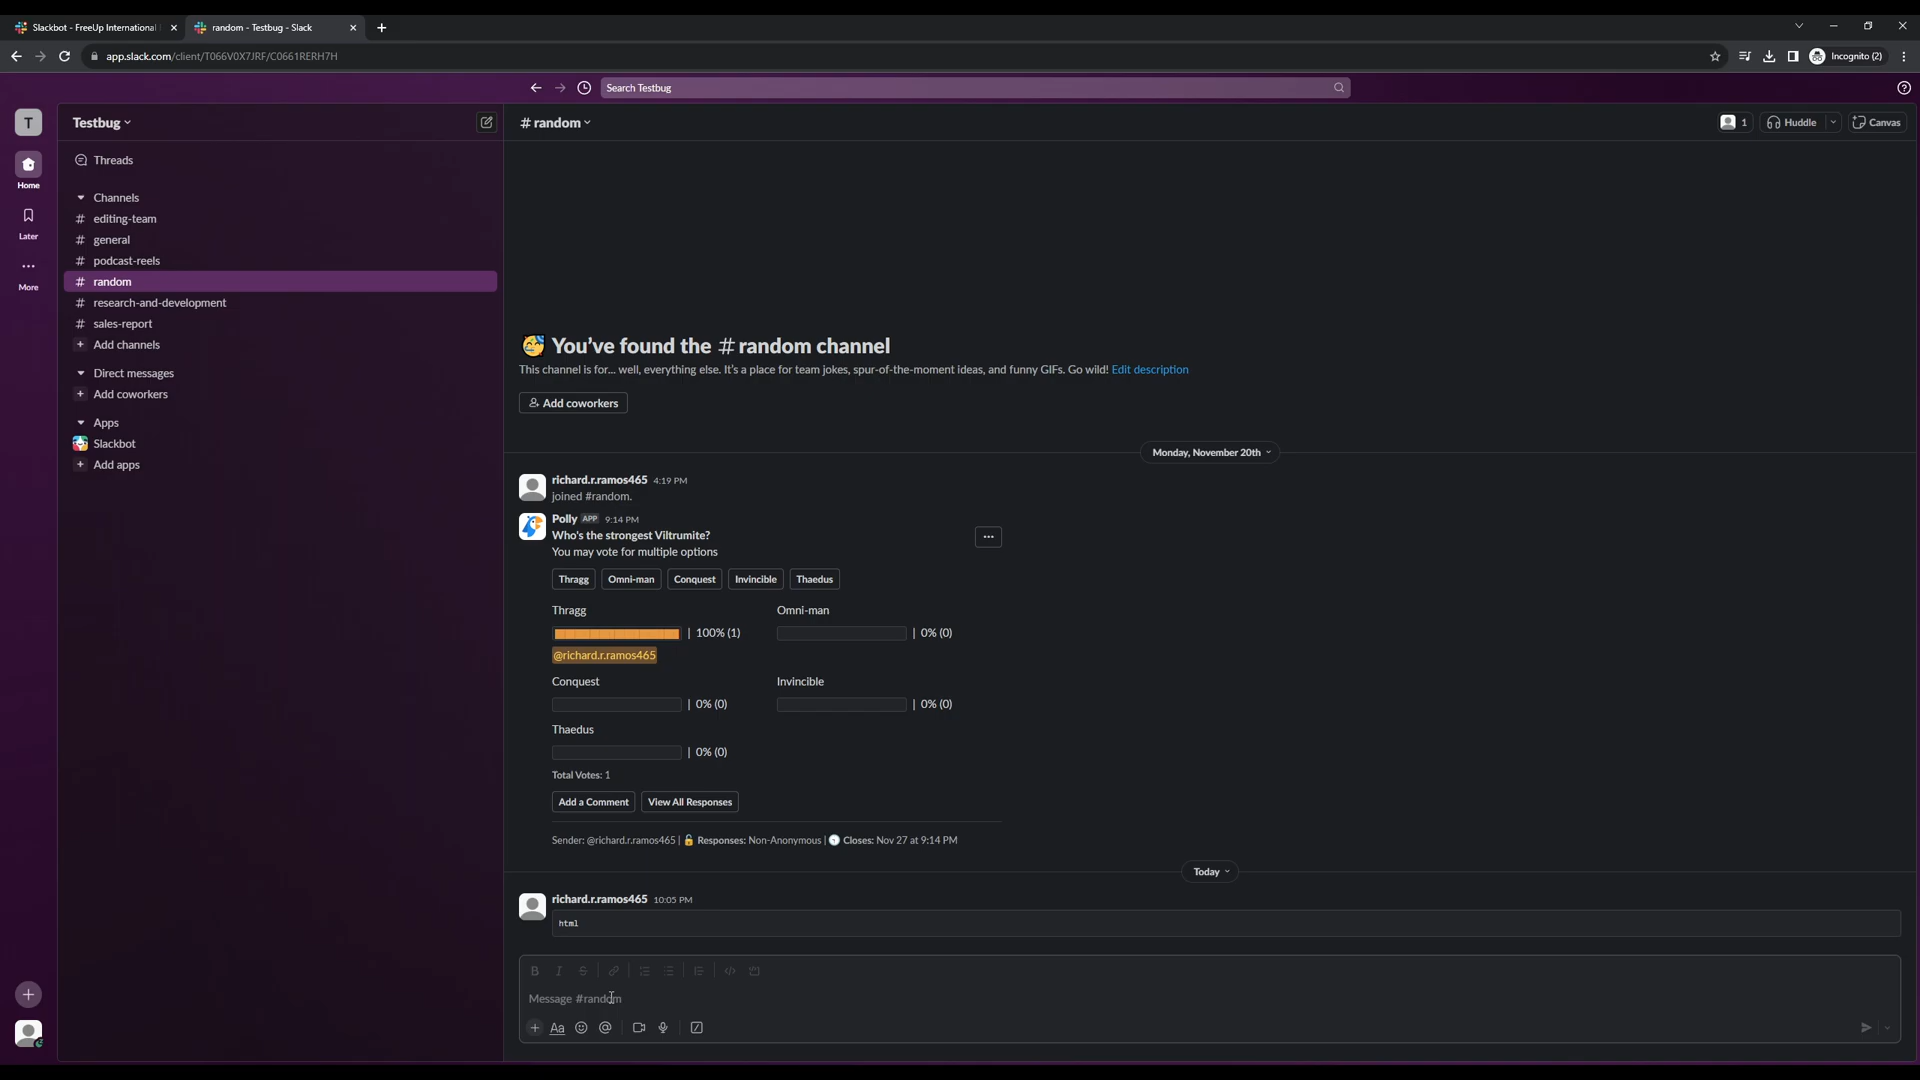 Slackbot - FreeUp International
random - Testbug - Slack
app.slack.com/client/T066V0X7JRF/C0661RERH7H
Incognito (2)
Search Testbug
T
Testbug
# random
1
Huddle
Canvas
Home
Later
More
Threads
Channels
# editing-team
# general
# podcast-reels
# random
# research-and-development
# sales-report
+ Add channels
Direct messages
+ Add coworkers
Apps
Slackbot
+ Add apps
You've found the # random channel
This channel is for... well, everything else. It's a place for team jokes, spur-of-the-moment ideas, and funny GIFs. Go wild! Edit description
Add coworkers
Monday, November 20th
richard.r.ramos465 4:19 PM
joined #random.
Polly APP 9:14 PM
Who's the strongest Viltrumite?
You may vote for multiple options
Thragg Omni-man Conquest Invincible Thaedus
Thragg Omni-man
| 100% (1) | 0% (0)
@richard.r.ramos465
Conquest Invincible
| 0% (0) | 0% (0)
Thaedus
| 0% (0)
Total Votes: 1
Add a Comment View All Responses
Sender: @richard.r.ramos465 | Responses: Non-Anonymous | Closes: Nov 27 at 9:14 PM
Today
richard.r.ramos465 10:05 PM
html
B I S
Message #random
+ Aa @